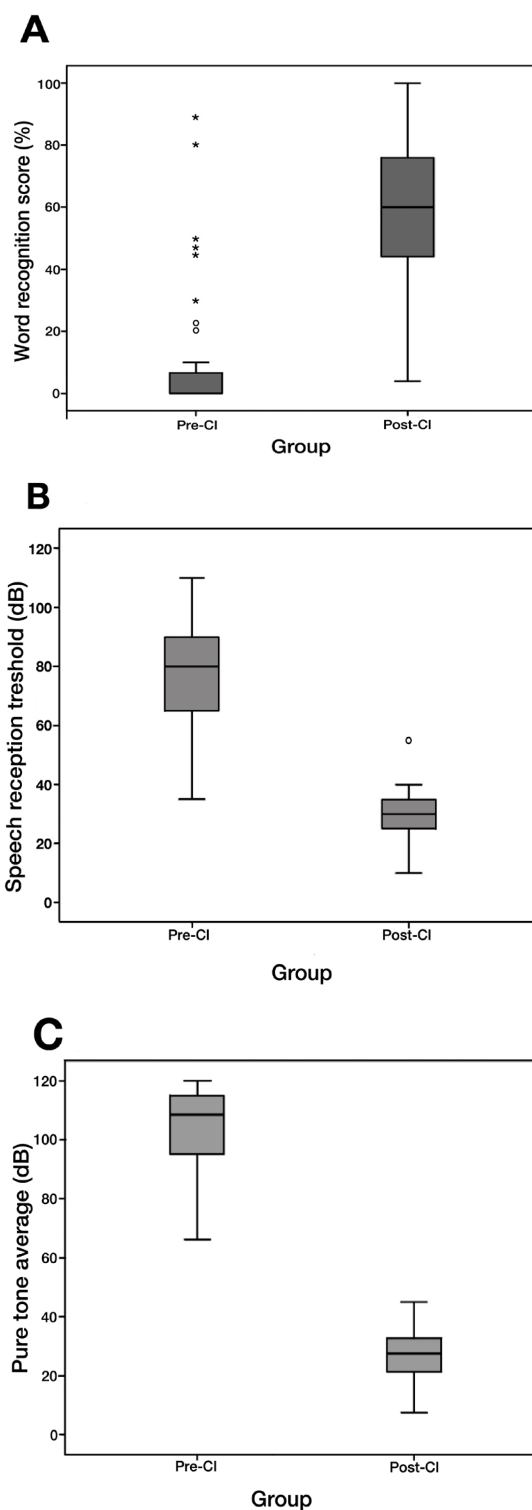 A
Word recognition score (%)
100
80
60
40
20
0
Pre-CI Post-CI
Group
B
Speech reception treshold (dB)
120
100
80
60
40
20
0
Pre-CI Post-CI
Group
C
Pure tone average (dB)
120
100
80
60
40
20
0
Pre-CI Post-CI
Group